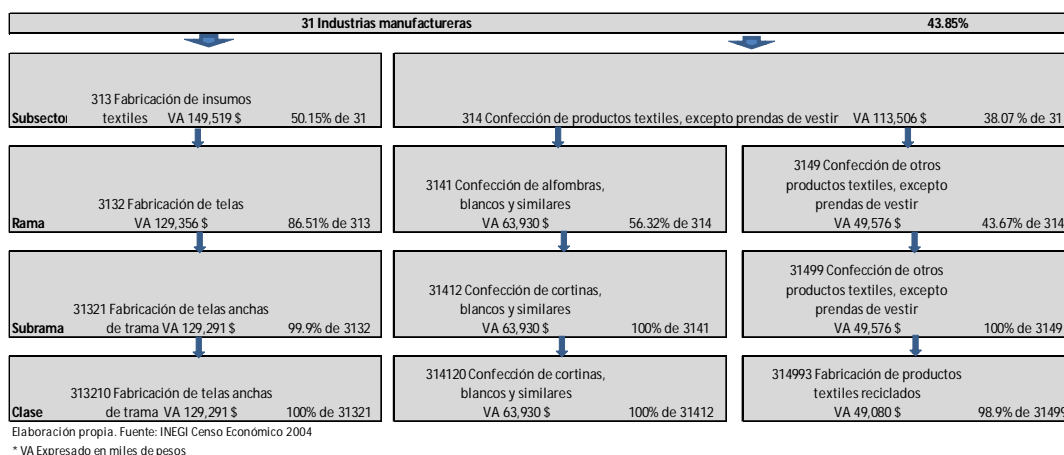 31 Industrias manufactureras 43.85%
313 Fabricación de insumos
Subsector textiles VA 149,519 $ 50.15% de 31
314 Confección de productos textiles, excepto prendas de vestir VA 113,506 $ 38.07 % de 31
3132 Fabricación de telas
Rama VA 129,356 $ 86.51% de 313
3141 Confección de alfombras,
blancos y similares
VA 63,930 $ 56.32% de 314
3149 Confección de otros
productos textiles, excepto
prendas de vestir
VA 49,576 $ 43.67% de 314
31321 Fabricación de telas anchas
Subrama de trama VA 129,291 $ 99.9% de 3132
31412 Confección de cortinas,
blancos y similares
VA 63,930 $ 100% de 3141
31499 Confección de otros
productos textiles, excepto
prendas de vestir
VA 49,576 $ 100% de 3149
313210 Fabricación de telas anchas
Clase de trama VA 129,291 $ 100% de 31321
314120 Confección de cortinas,
blancos y similares
VA 63,930 $ 100% de 31412
314993 Fabricación de productos
textiles reciclados
VA 49,080 $ 98.9% de 31499
Elaboración propia. Fuente: INEGI Censo Económico 2004
* VA Expresado en miles de pesos